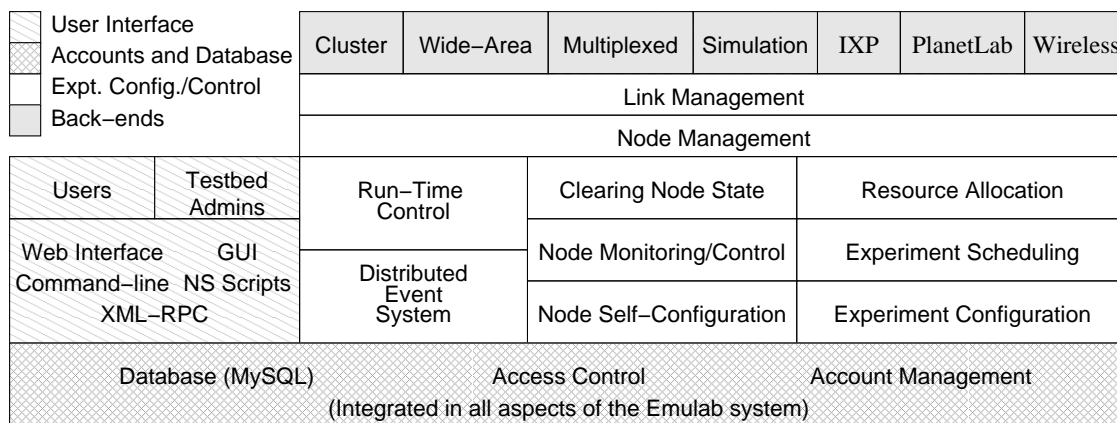 User Interface
Accounts and Database
Expt. Config./Control
Back−ends
Cluster
Wide−Area
Multiplexed
Simulation
IXP
PlanetLab
Wireless
Link Management
Node Management
Users
Testbed
Admins
Web Interface GUI
Command−line NS Scripts
XML−RPC
Run−Time
Control
Distributed
Event
System
Clearing Node State
Node Monitoring/Control
Node Self−Configuration
Resource Allocation
Experiment Scheduling
Experiment Configuration
Database (MySQL) Access Control Account Management
(Integrated in all aspects of the Emulab system)